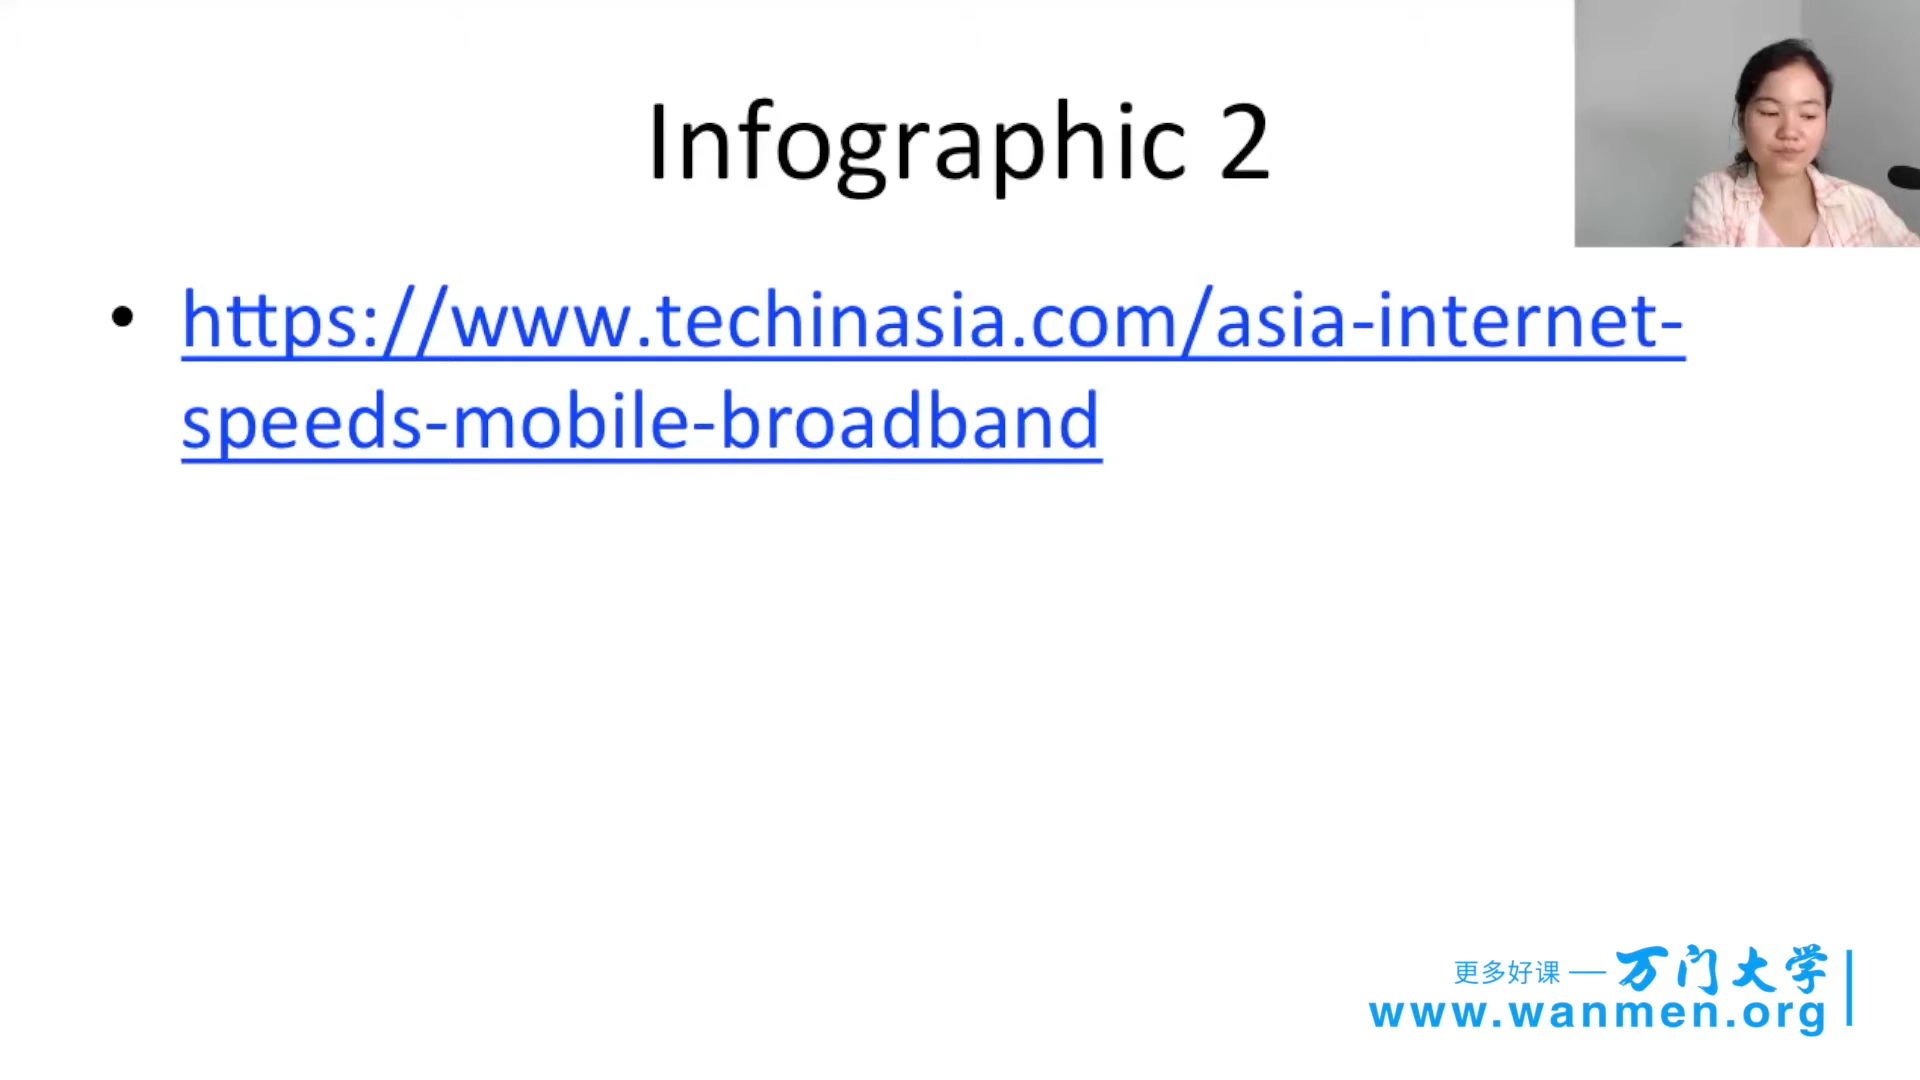 Infographic 2
• https://www.techinasia.com/asia-internet-
speeds-mobile-broadband
更多好课 — 万门大学
www.wanmen.org